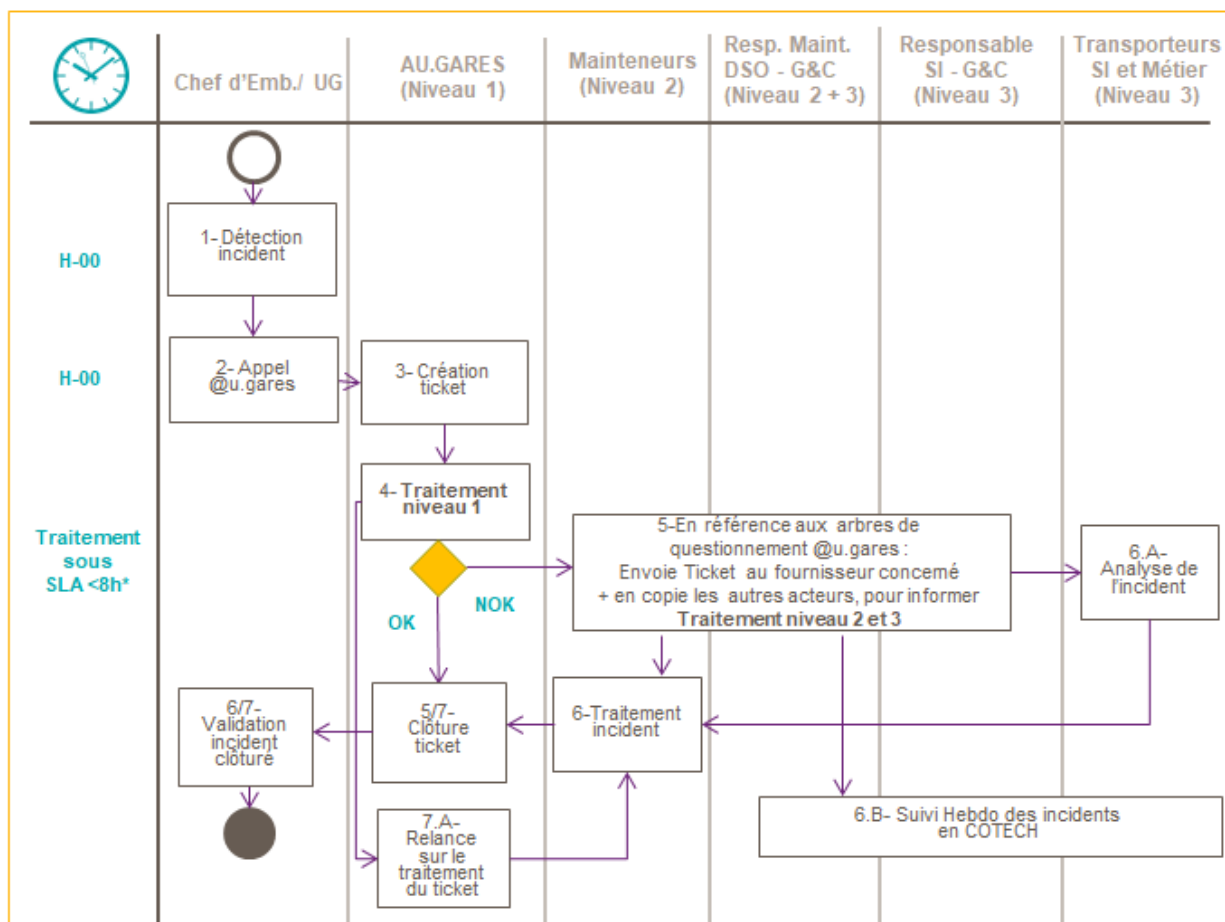 Chef d'Emb./ UG
AU.GARES
(Niveau 1)
Mainteneurs
(Niveau 2)
Resp. Maint.
DSO - G&C
(Niveau 2 + 3)
Responsable
SI - G&C
(Niveau 3)
Transporteurs
SI et Métier
(Niveau 3)
H-00
1- Détection
incident
H-00
2- Appel
@u.gares
3- Création
ticket
4- Traitement
niveau 1
Traitement
sous
SLA <8h*
OK
NOK
5-En référence aux arbres de
questionnement @u.gares :
Envoie Ticket au fournisseur concerné
+ en copie les autres acteurs, pour informer
Traitement niveau 2 et 3
6.A-
Analyse de
l'incident
6/7-
Validation
incident
clôturé
5/7-
Clôture
ticket
6-Traitement
incident
7.A-
Relance
sur le
traitement
du ticket
6.B- Suivi Hebdo des incidents
en COTECH